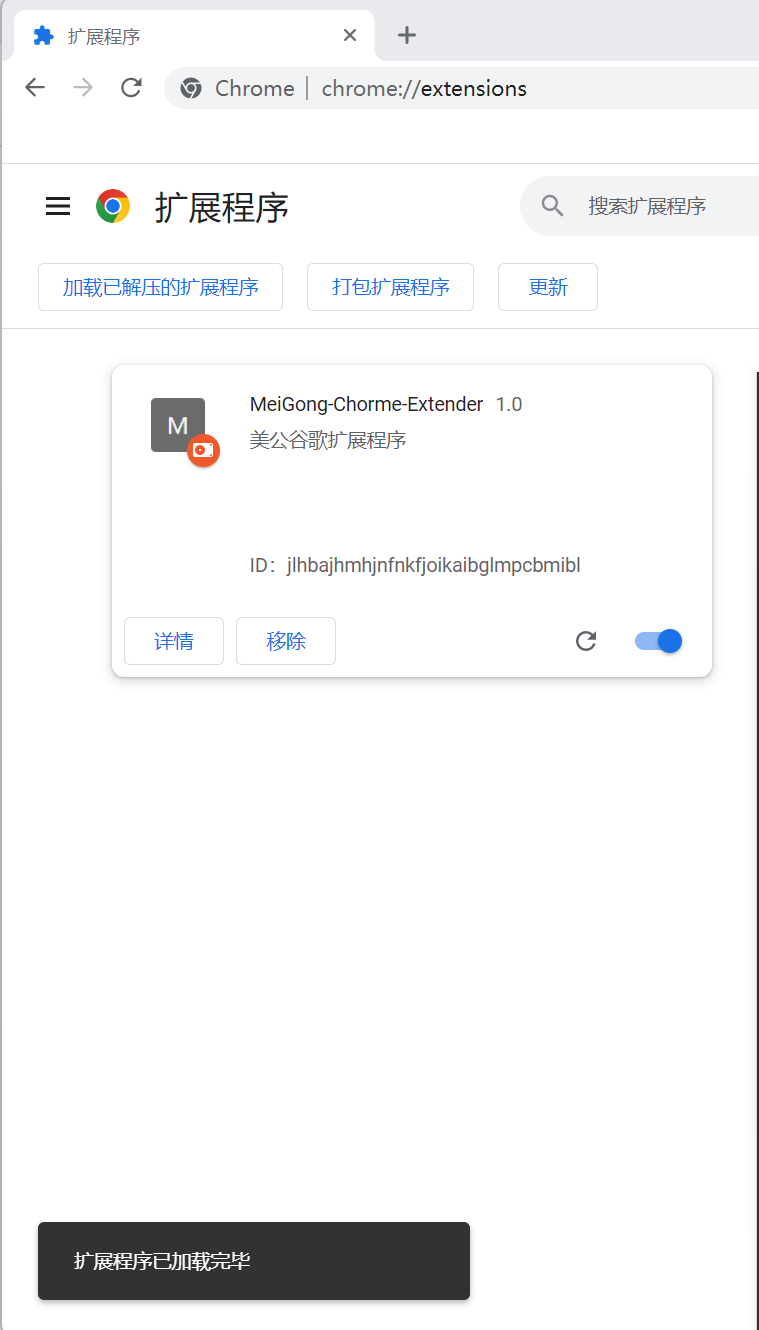 扩展程序
Chrome | chrome://extensions
扩展程序
搜索扩展程序
加载已解压的扩展程序 打包扩展程序 更新
M
MeiGong-Chorme-Extender 1.0
美公谷歌扩展程序
ID：jlhbajhmhjnfnkfjoikaibglmpcbmibl
详情 移除
扩展程序已加载完毕